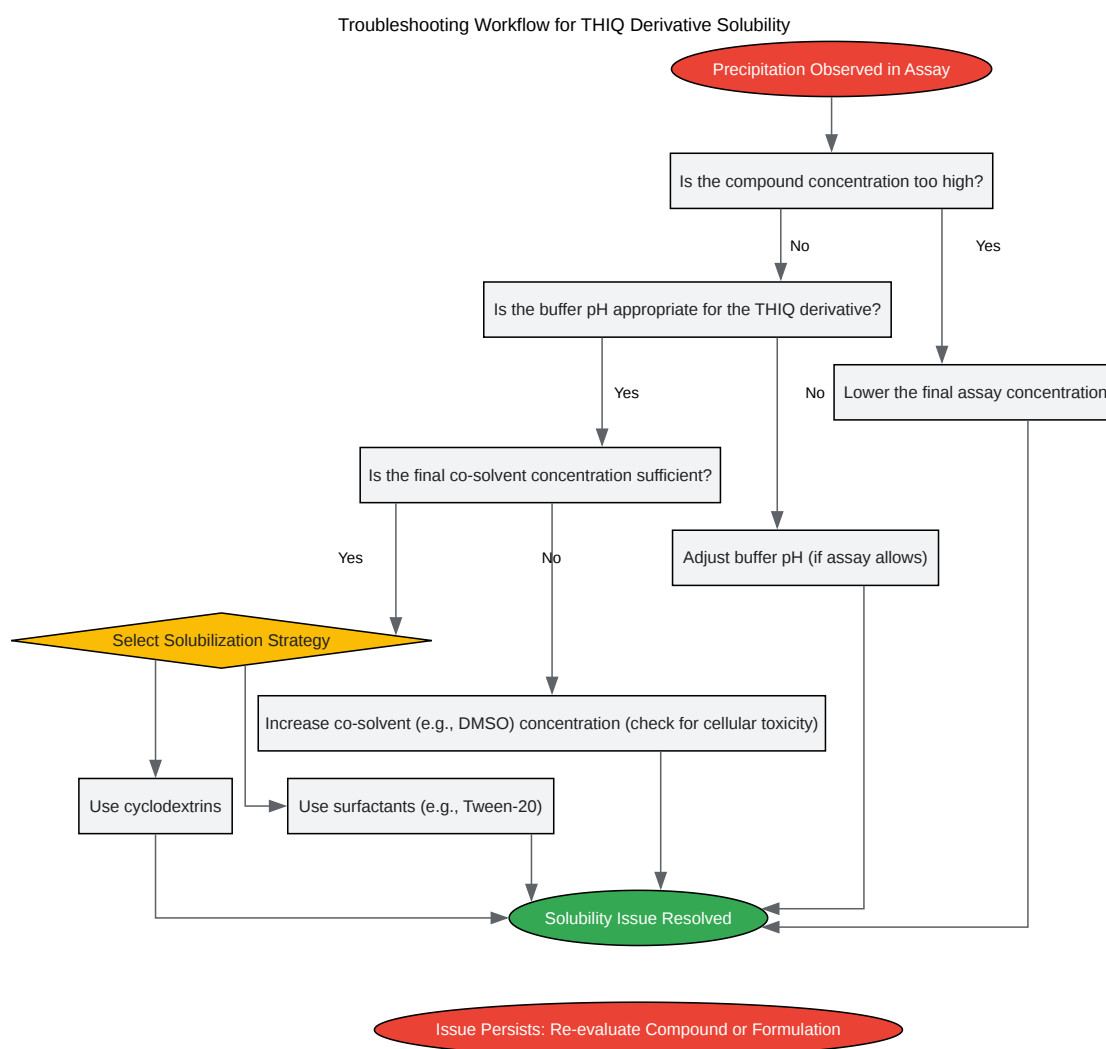 Troubleshooting Workflow for THIQ Derivative Solubility
Precipitation Observed in Assay
Is the compound concentration too high?
No
Yes
Is the buffer pH appropriate for the THIQ derivative?
Yes
No
Lower the final assay concentration
Is the final co-solvent concentration sufficient?
Yes
No
Adjust buffer pH (if assay allows)
Select Solubilization Strategy
Increase co-solvent (e.g., DMSO) concentration (check for cellular toxicity)
Use cyclodextrins
Use surfactants (e.g., Tween-20)
Solubility Issue Resolved
Issue Persists: Re-evaluate Compound or Formulation